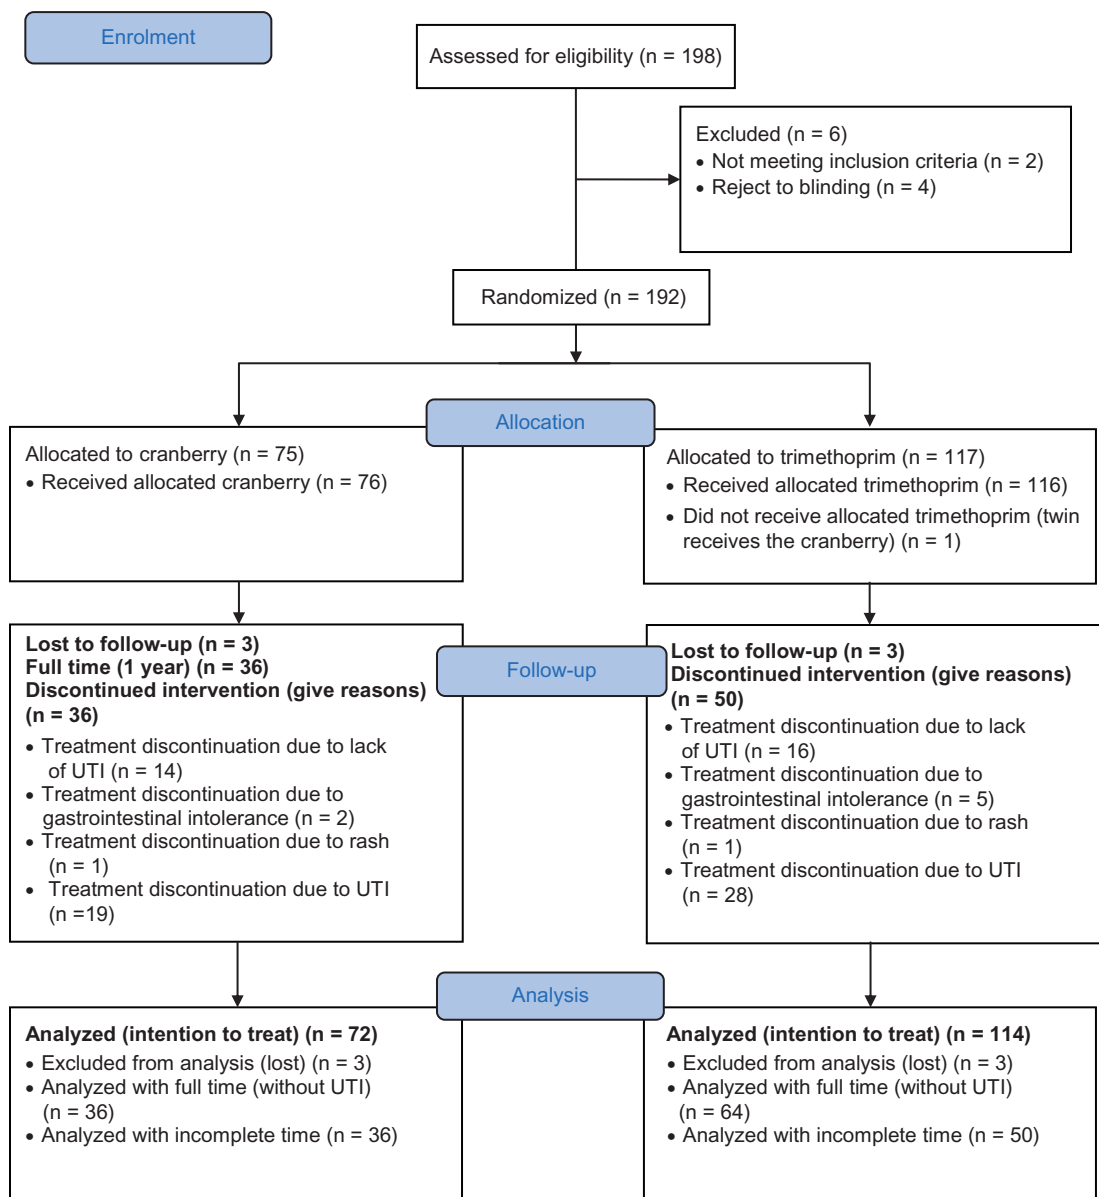 Enrolment
Assessed for eligibility (n = 198)
Excluded (n = 6)
• Not meeting inclusion criteria (n = 2)
• Reject to blinding (n = 4)
Randomized (n = 192)
Allocation
Allocated to cranberry (n = 75)
• Received allocated cranberry (n = 76)
Allocated to trimethoprim (n = 117)
• Received allocated trimethoprim (n = 116)
• Did not receive allocated trimethoprim (twin
receives the cranberry) (n = 1)
Follow-up
Lost to follow-up (n = 3)
Full time (1 year) (n = 36)
Discontinued intervention (give reasons)
(n = 36)
• Treatment discontinuation due to lack
of UTI (n = 14)
• Treatment discontinuation due to
gastrointestinal intolerance (n = 2)
• Treatment discontinuation due to rash
(n = 1)
• Treatment discontinuation due to UTI
(n =19)
Lost to follow-up (n = 3)
Discontinued intervention (give reasons)
(n = 50)
• Treatment discontinuation due to lack
of UTI (n = 16)
• Treatment discontinuation due to
gastrointestinal intolerance (n = 5)
• Treatment discontinuation due to rash
(n = 1)
• Treatment discontinuation due to UTI
(n = 28)
Analysis
Analyzed (intention to treat) (n = 72)
• Excluded from analysis (lost) (n = 3)
• Analyzed with full time (without UTI)
(n = 36)
• Analyzed with incomplete time (n = 36)
Analyzed (intention to treat) (n = 114)
• Excluded from analysis (lost) (n = 3)
• Analyzed with full time (without UTI)
(n = 64)
• Analyzed with incomplete time (n = 50)